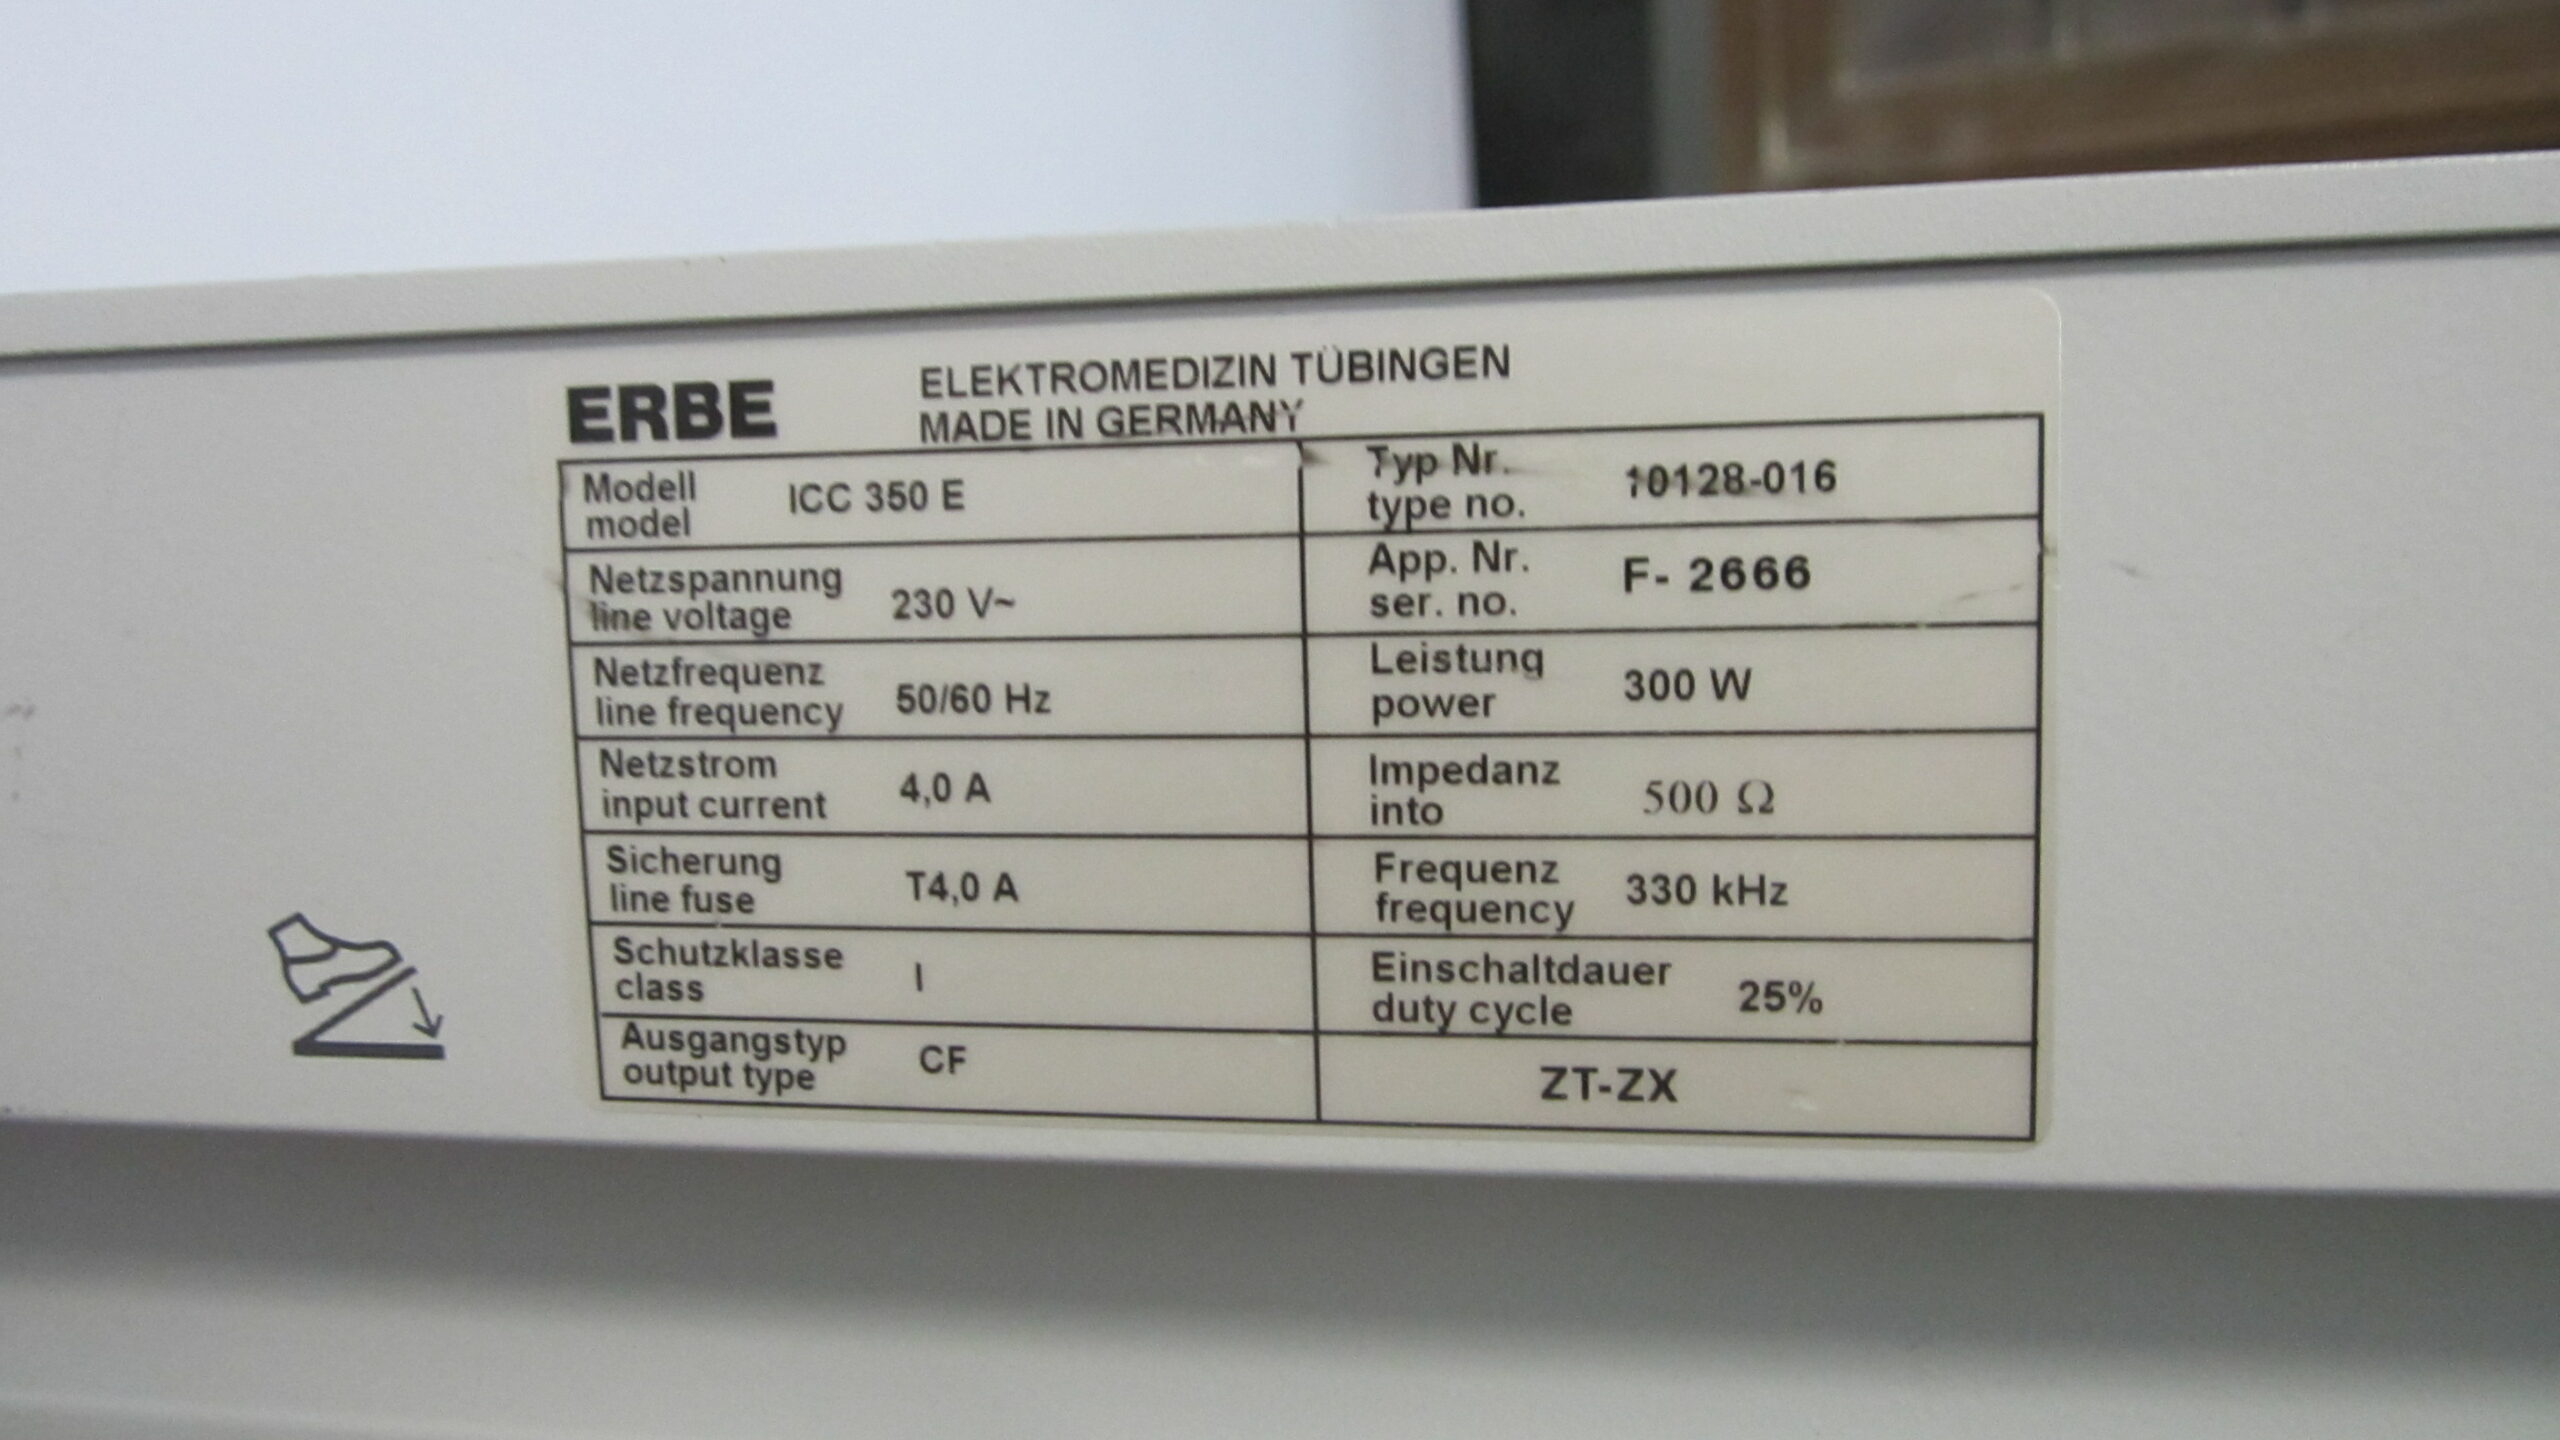 ERBE
ELEKTROMEDIZIN TÜBINGEN
MADE IN GERMANY
Modell
model
ICC 350 E
Typ Nr.
type no.
10128-016
Netzspannung
line voltage
230 V~
App. Nr.
ser. no.
F- 2666
Netzfrequenz
line frequency
50/60 Hz
Leistung
power
300 W
Netzstrom
input current
4,0 A
Impedanz
into
500 Ω
Sicherung
line fuse
T4,0 A
Frequenz
frequency
330 kHz
Schutzklasse
class
I
Einschaltdauer
duty cycle
25%
Ausgangstyp
output type
CF
ZT-ZX